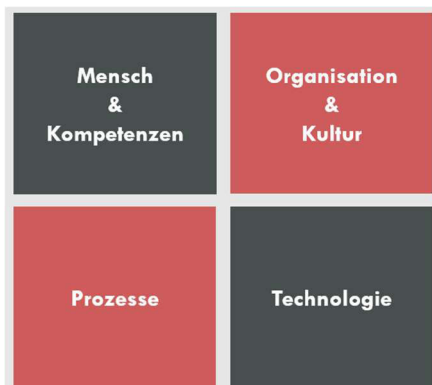 Mensch
&
Kompetenzen
Organisation
&
Kultur
Prozesse
Technologie